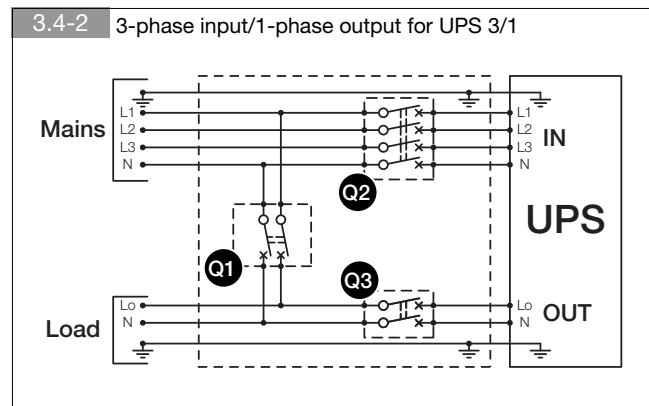 3.4-2 3-phase input/1-phase output for UPS 3/1
Mains
L1
L2
L3
N
L1
L2
L3
N
IN
Q2
UPS
Q1
Q3
Load
Lo
N
Lo
N
OUT